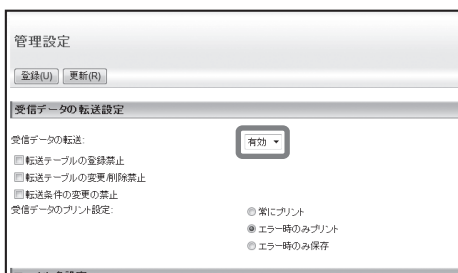 管理設定
登録(U) 更新(R)
受信データの転送設定
受信データの転送: 有効
転送テーブルの登録禁止
転送テーブルの変更/削除禁止
転送条件の変更の禁止
受信データのプリント設定: 常にプリント
エラー時のみプリント
エラー時のみ保存